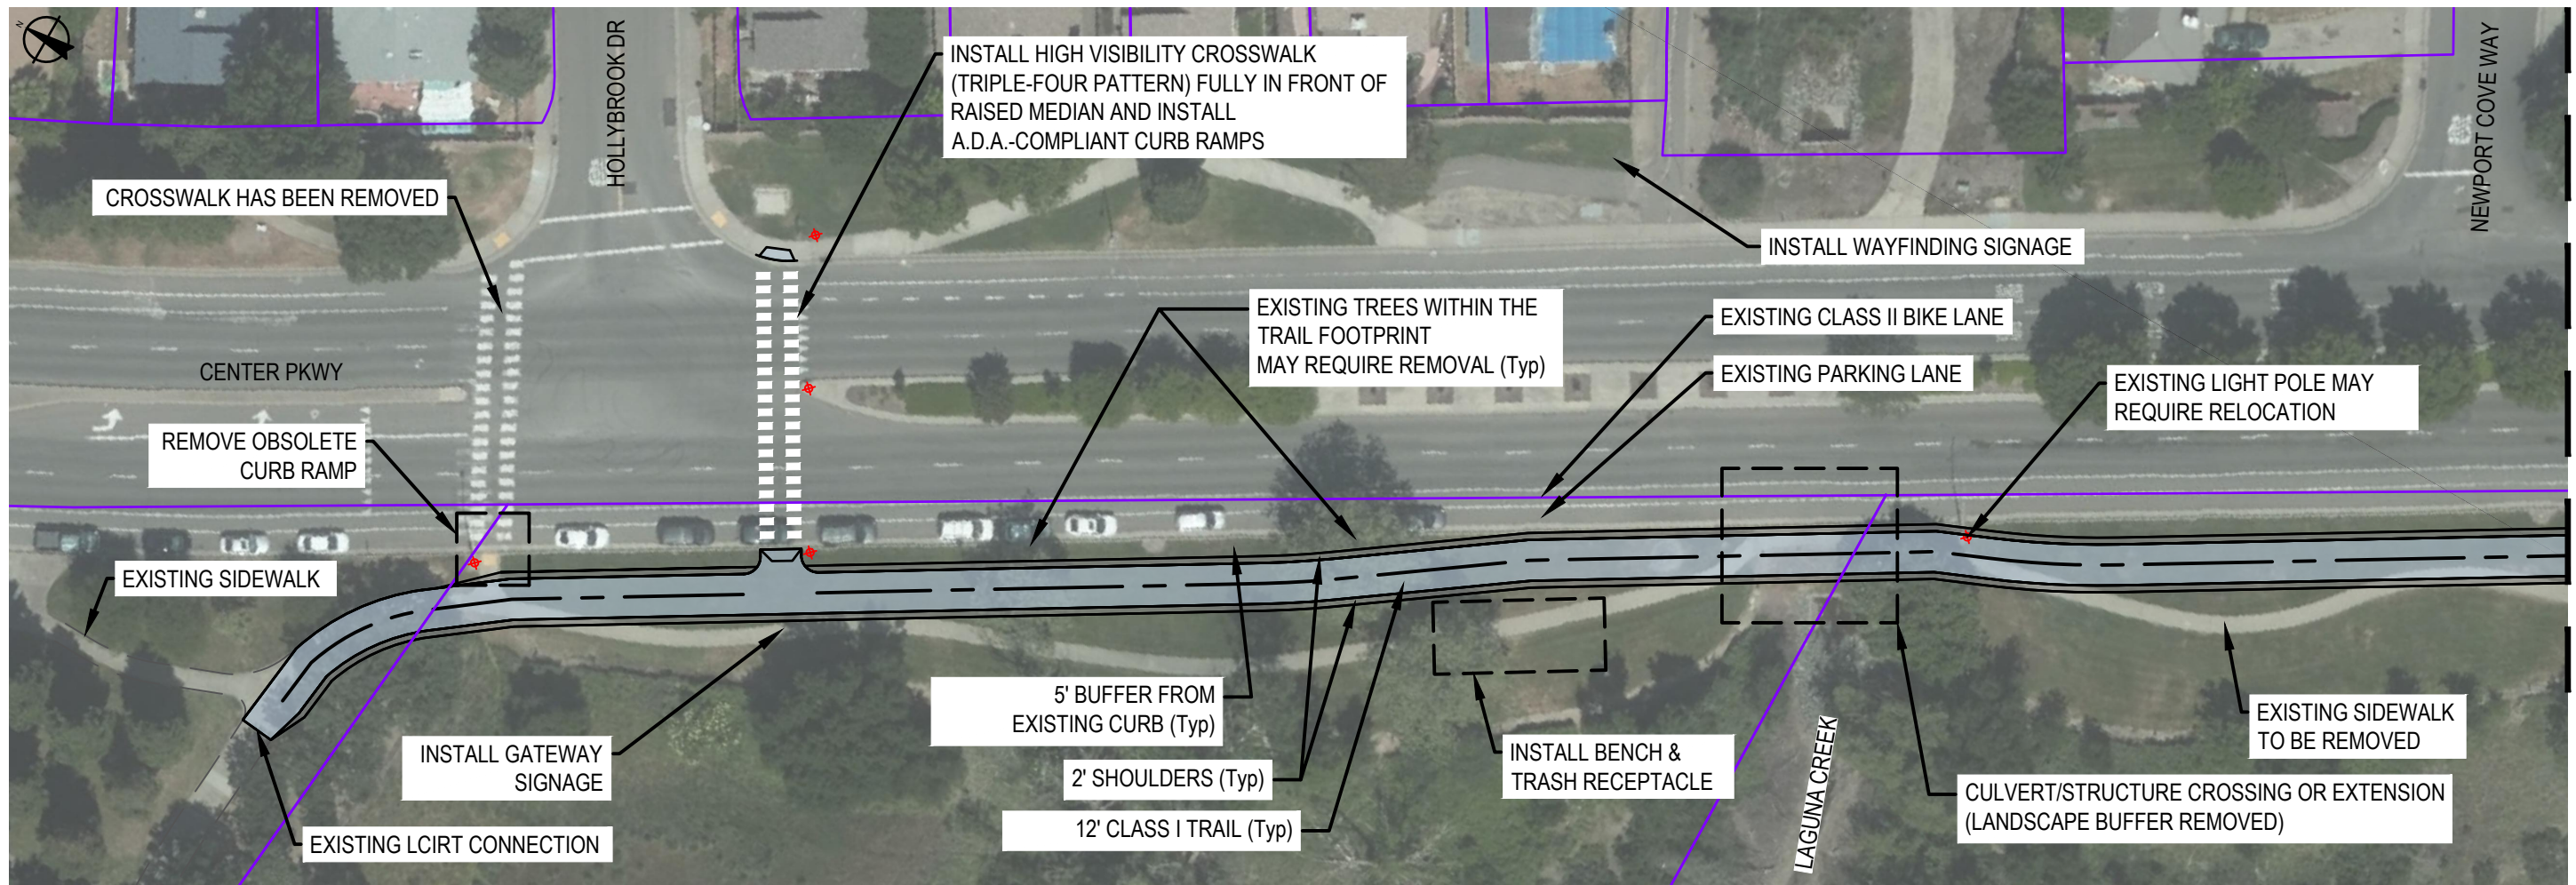 N
HOLLYBROOK DR
INSTALL HIGH VISIBILITY CROSSWALK
(TRIPLE-FOUR PATTERN) FULLY IN FRONT OF
RAISED MEDIAN AND INSTALL
A.D.A.-COMPLIANT CURB RAMPS
NEWPORT COVE WAY
CROSSWALK HAS BEEN REMOVED
INSTALL WAYFINDING SIGNAGE
EXISTING TREES WITHIN THE
TRAIL FOOTPRINT
MAY REQUIRE REMOVAL (Typ)
EXISTING CLASS II BIKE LANE
EXISTING PARKING LANE
CENTER PKWY
EXISTING LIGHT POLE MAY
REQUIRE RELOCATION
REMOVE OBSOLETE
CURB RAMP
EXISTING SIDEWALK
5' BUFFER FROM
EXISTING CURB (Typ)
INSTALL GATEWAY
SIGNAGE
2' SHOULDERS (Typ)
INSTALL BENCH &
TRASH RECEPTACLE
LAGUNA CREEK
EXISTING SIDEWALK
TO BE REMOVED
12' CLASS I TRAIL (Typ)
CULVERT/STRUCTURE CROSSING OR EXTENSION
(LANDSCAPE BUFFER REMOVED)
EXISTING LCIRT CONNECTION